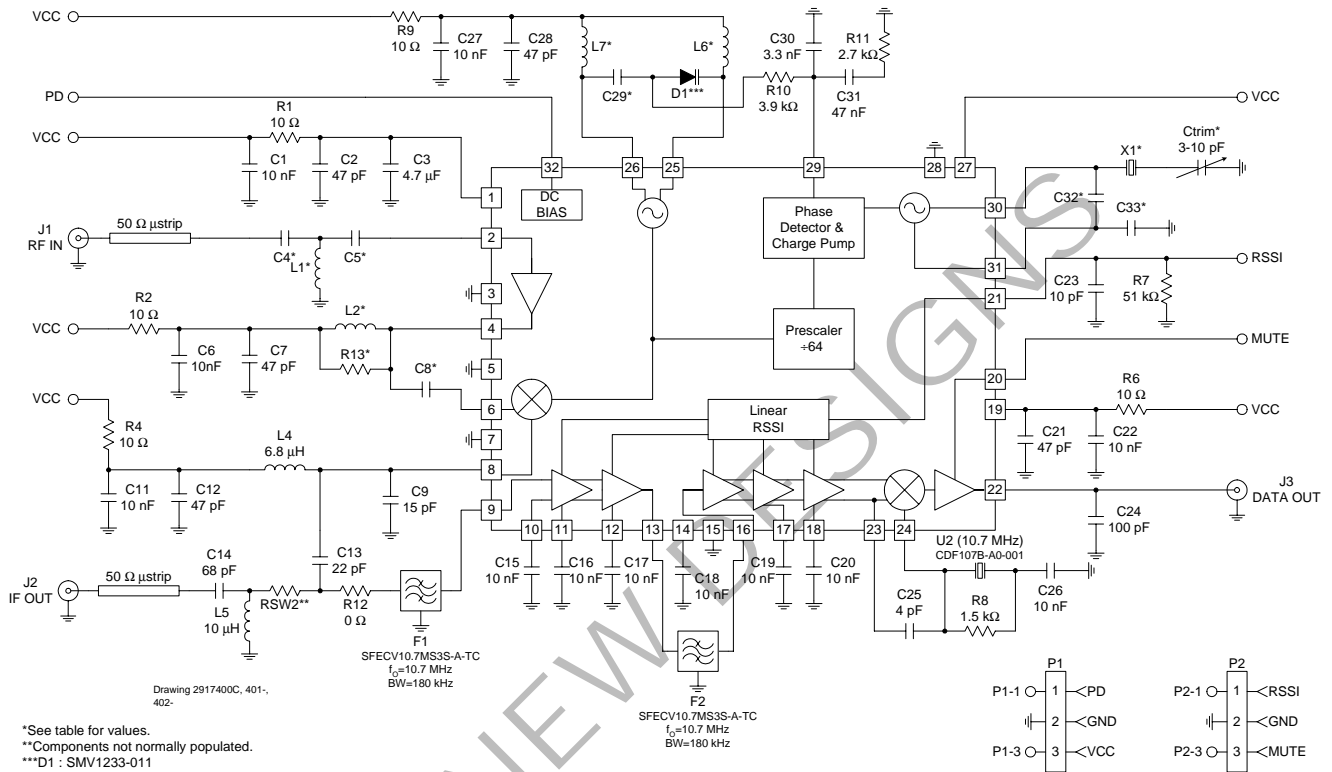 VCC
R9
10 Ω
C27
10 nF
C28
47 pF
L7*
L6*
C29*
D1***
C30
3.3 nF
R11
2.7 kΩ
R10
3.9 kΩ
C31
47 nF
PD
VCC
R1
10 Ω
C1
10 nF
C2
47 pF
C3
4.7 µF
32
26
25
29
28
27
VCC
DC
BIAS
1
X1*
Ctrim*
3-10 pF
30
C32*
C33*
Phase
Detector &
Charge Pump
J1
RF IN
50 Ω µstrip
C4*
L1*
C5*
2
3
31
21
C23
10 pF
R7
51 kΩ
RSSI
VCC
R2
10 Ω
C6
10nF
C7
47 pF
L2*
R13*
C8*
4
5
6
7
Prescaler
÷64
MUTE
20
19
R6
10 Ω
VCC
C21
47 pF
C22
10 nF
VCC
R4
10 Ω
L4
6.8 µH
C11
10 nF
C12
47 pF
C9
15 pF
8
9
Linear
RSSI
22
J3
DATA OUT
C24
100 pF
10
11
12
13
14
15
16
17
18
23
24
U2 (10.7 MHz)
CDF107B-A0-001
C15
10 nF
C16
10 nF
C17
10 nF
C18
10 nF
C19
10 nF
C20
10 nF
C25
4 pF
R8
1.5 kΩ
C26
10 nF
J2
IF OUT
50 Ω µstrip
C14
68 pF
L5
10 µH
RSW2**
C13
22 pF
R12
0 Ω
F1
SFECV10.7MS3S-A-TC
fO=10.7 MHz
BW=180 kHz
F2
SFECV10.7MS3S-A-TC
fO=10.7 MHz
BW=180 kHz
P1
P1-1 1 PD
2 GND
P1-3 3 VCC
P2
P2-1 1 RSSI
2 GND
P2-3 3 MUTE
Drawing 2917400C, 401-,
402-
*See table for values.
**Components not normally populated.
***D1 : SMV1233-011
NEW DESIGNS